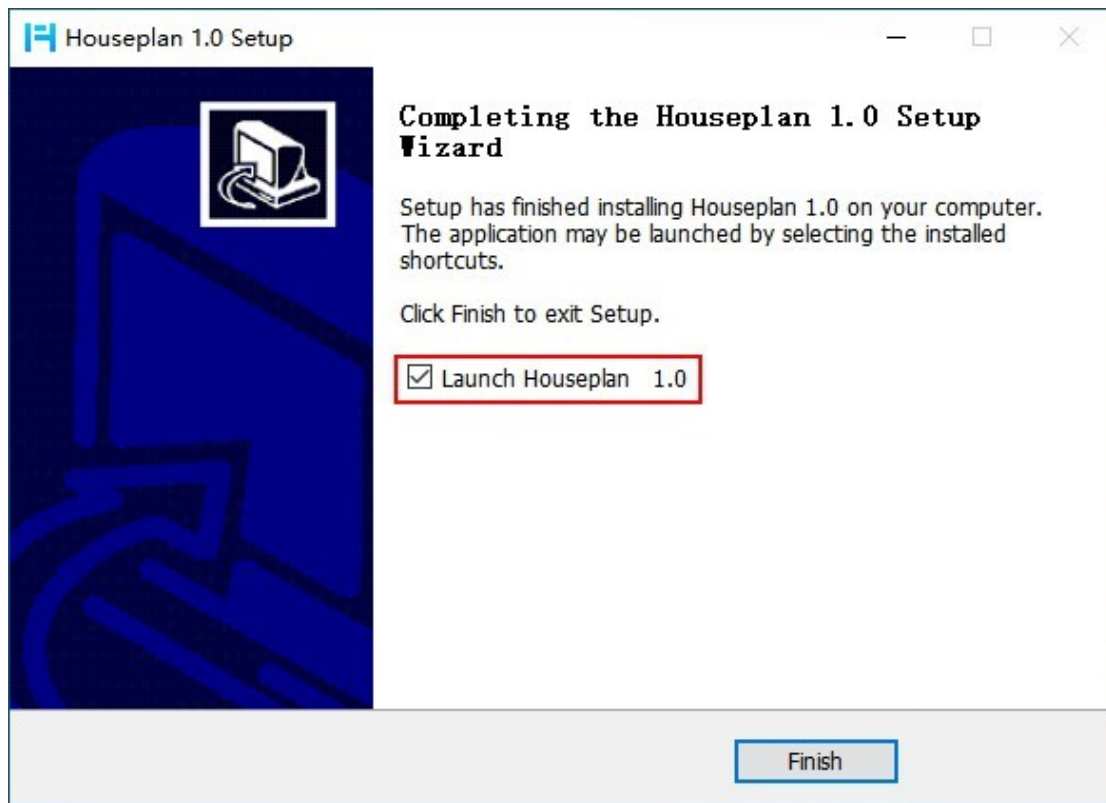 Houseplan 1.0 Setup
Completing the Houseplan 1.0 Setup
Wizard
Setup has finished installing Houseplan 1.0 on your computer.
The application may be launched by selecting the installed
shortcuts.
Click Finish to exit Setup.
Launch Houseplan 1.0
Finish